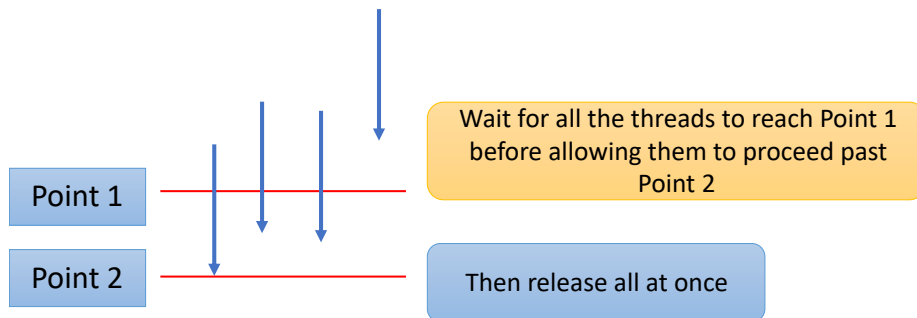 Wait for all the threads to reach Point 1
before allowing them to proceed past
Point 2
Point 1
Point 2
Then release all at once